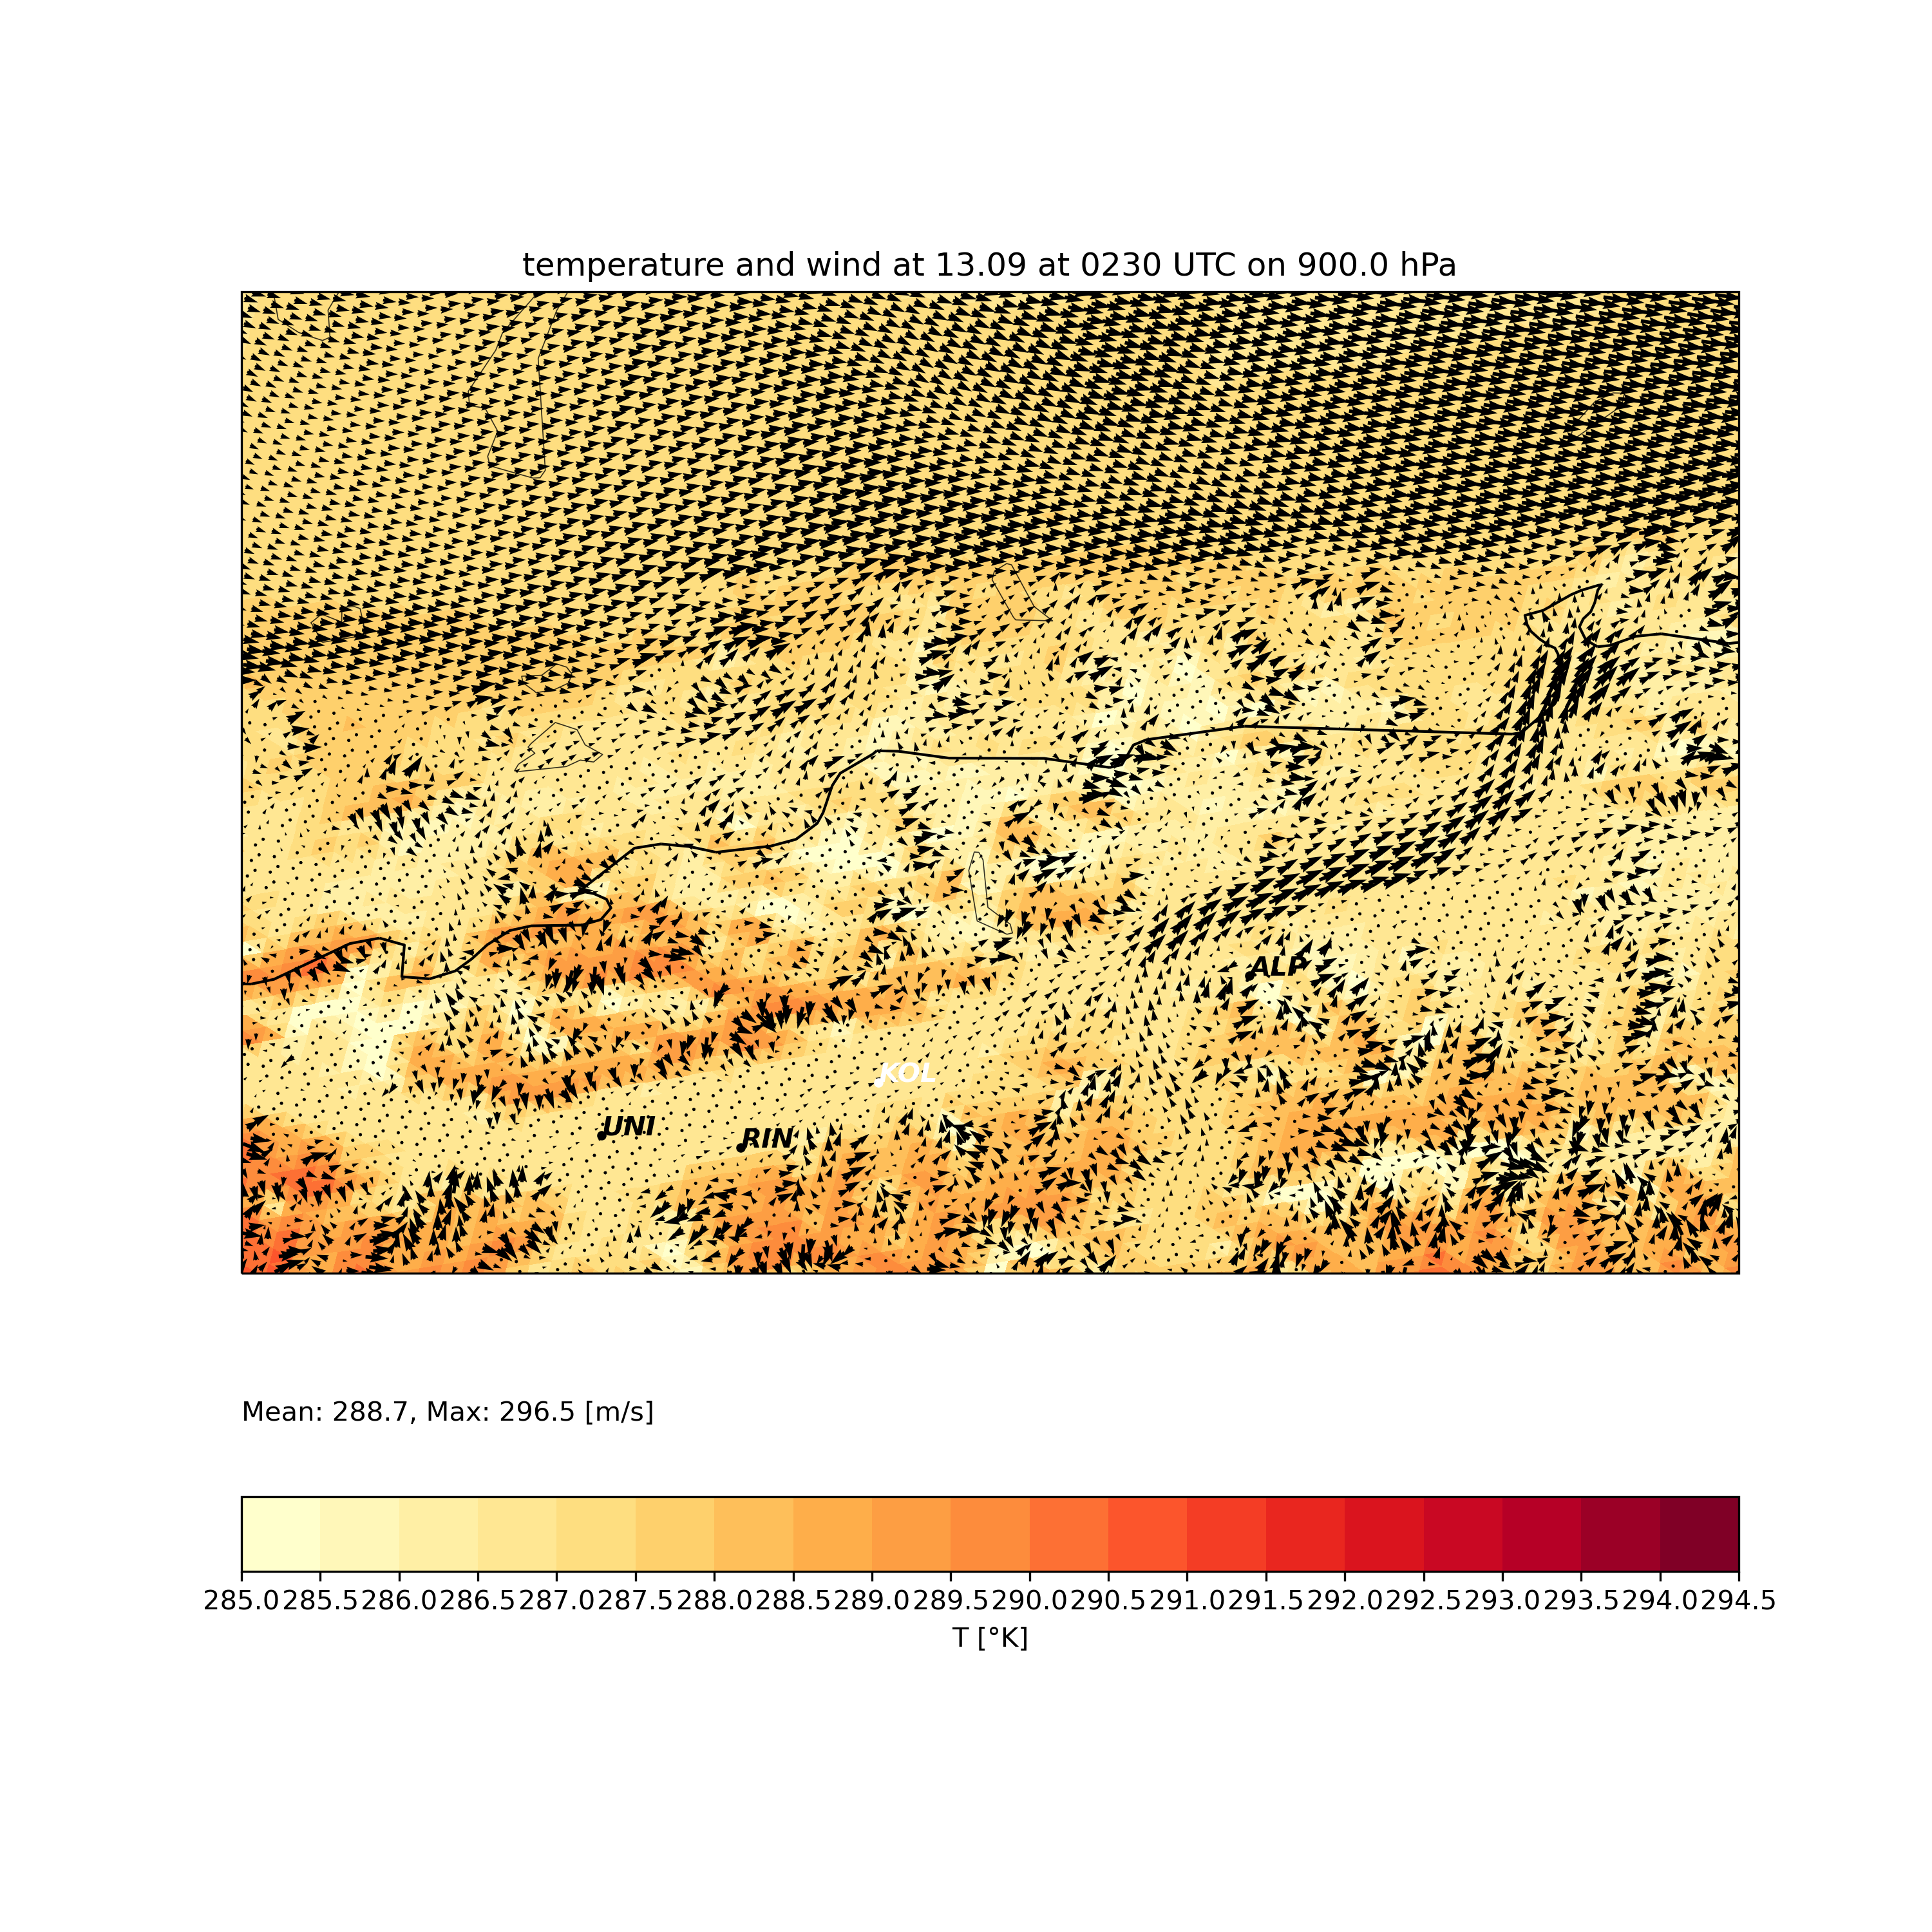 temperature and wind at 13.09 at 0230 UTC on 900.0 hPa
ALP
KOL
UNI
RIN
Mean: 288.7, Max: 296.5 [m/s]
285.0 285.5 286.0 286.5 287.0 287.5 288.0 288.5 289.0 289.5 290.0 290.5 291.0 291.5 292.0 292.5 293.0 293.5 294.0 294.5
T [°K]